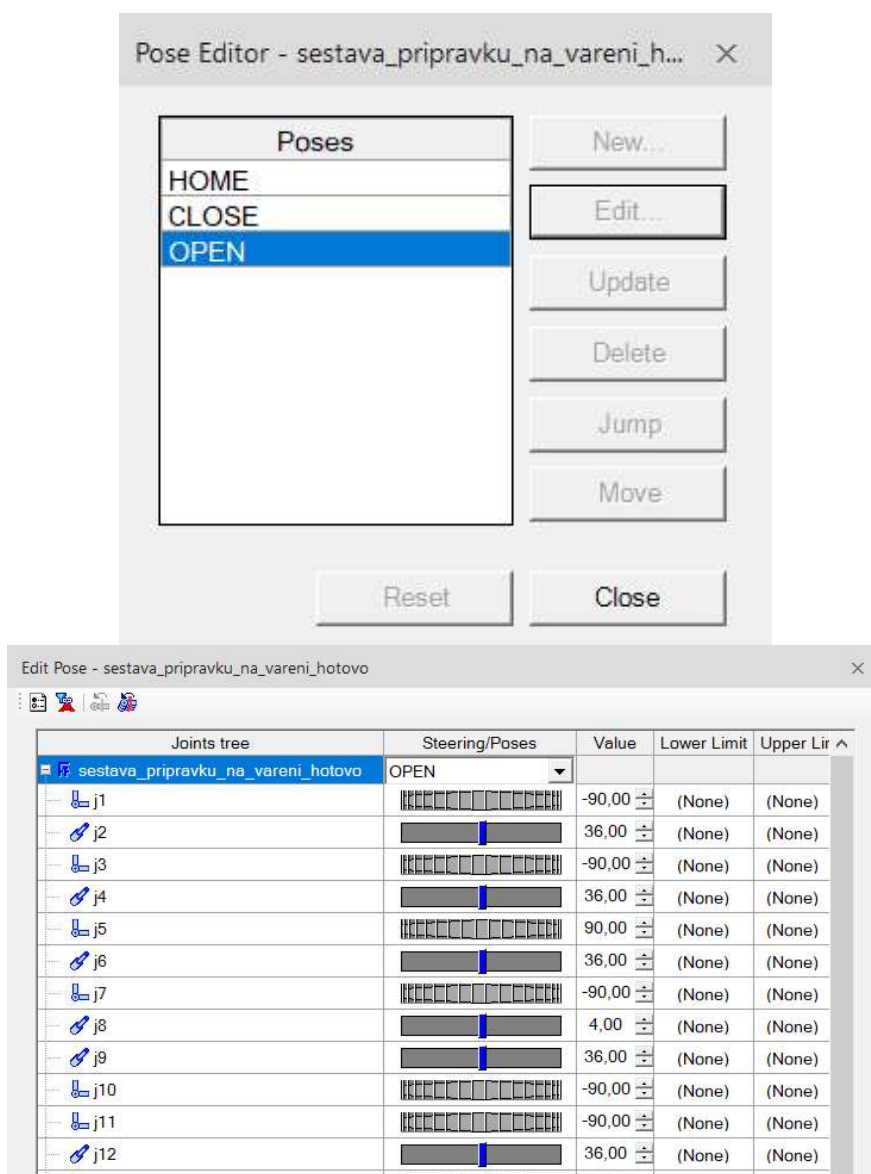 Pose Editor - sestava_pripravku_na_vareni_h...
Poses
HOME
CLOSE
OPEN
New...
Edit...
Update
Delete
Jump
Move
Reset Close
Edit Pose - sestava_pripravku_na_vareni_hotovo
Joints tree Steering/Poses Value Lower Limit Upper Lir
sestava_pripravku_na_vareni_hotovo OPEN
j1 -90,00 (None) (None)
j2 36,00 (None) (None)
j3 -90,00 (None) (None)
j4 36,00 (None) (None)
j5 90,00 (None) (None)
j6 36,00 (None) (None)
j7 -90,00 (None) (None)
j8 4,00 (None) (None)
j9 36,00 (None) (None)
j10 -90,00 (None) (None)
j11 -90,00 (None) (None)
j12 36,00 (None) (None)